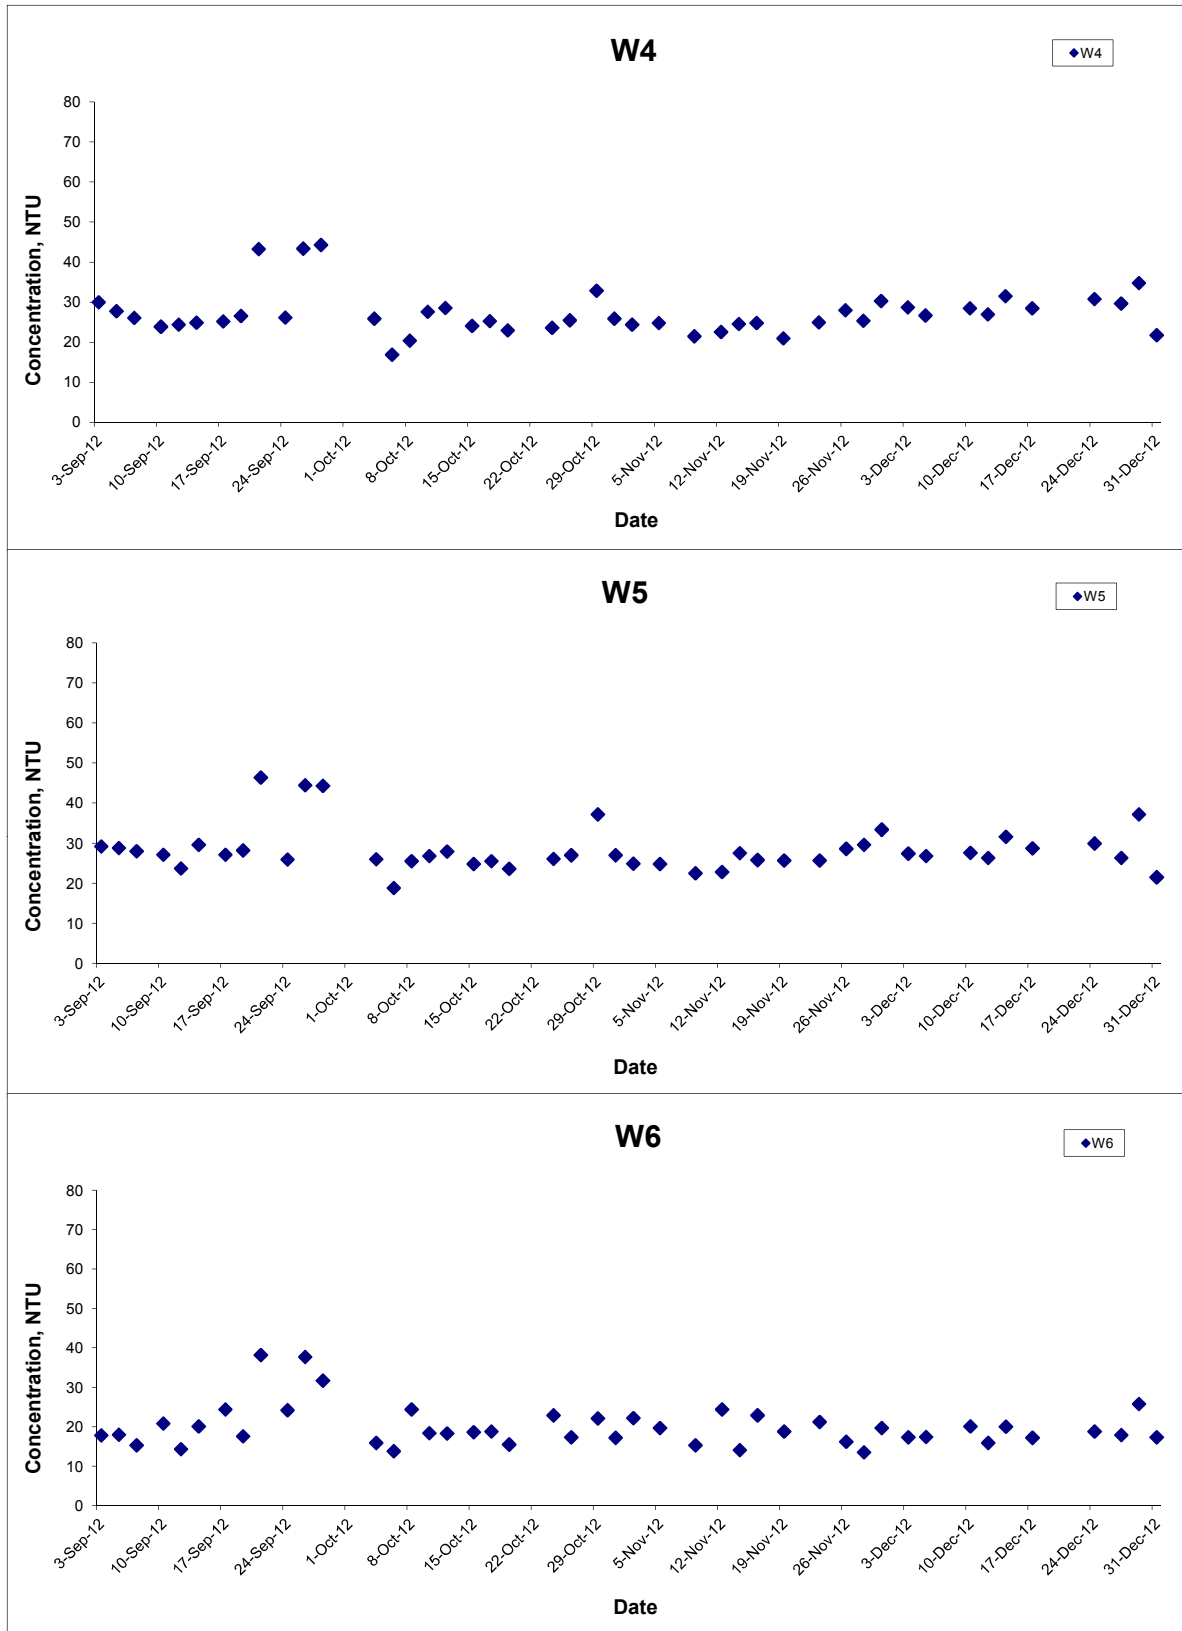 W4
W4
80
70
60
50
40
30
20
10
0
Concentration, NTU
3-Sep-12
10-Sep-12
17-Sep-12
24-Sep-12
1-Oct-12
8-Oct-12
15-Oct-12
22-Oct-12
29-Oct-12
5-Nov-12
12-Nov-12
19-Nov-12
26-Nov-12
3-Dec-12
10-Dec-12
17-Dec-12
24-Dec-12
31-Dec-12
Date
W5
W5
80
70
60
50
40
30
20
10
0
Concentration, NTU
3-Sep-12
10-Sep-12
17-Sep-12
24-Sep-12
1-Oct-12
8-Oct-12
15-Oct-12
22-Oct-12
29-Oct-12
5-Nov-12
12-Nov-12
19-Nov-12
26-Nov-12
3-Dec-12
10-Dec-12
17-Dec-12
24-Dec-12
31-Dec-12
Date
W6
W6
80
70
60
50
40
30
20
10
0
Concentration, NTU
3-Sep-12
10-Sep-12
17-Sep-12
24-Sep-12
1-Oct-12
8-Oct-12
15-Oct-12
22-Oct-12
29-Oct-12
5-Nov-12
12-Nov-12
19-Nov-12
26-Nov-12
3-Dec-12
10-Dec-12
17-Dec-12
24-Dec-12
31-Dec-12
Date